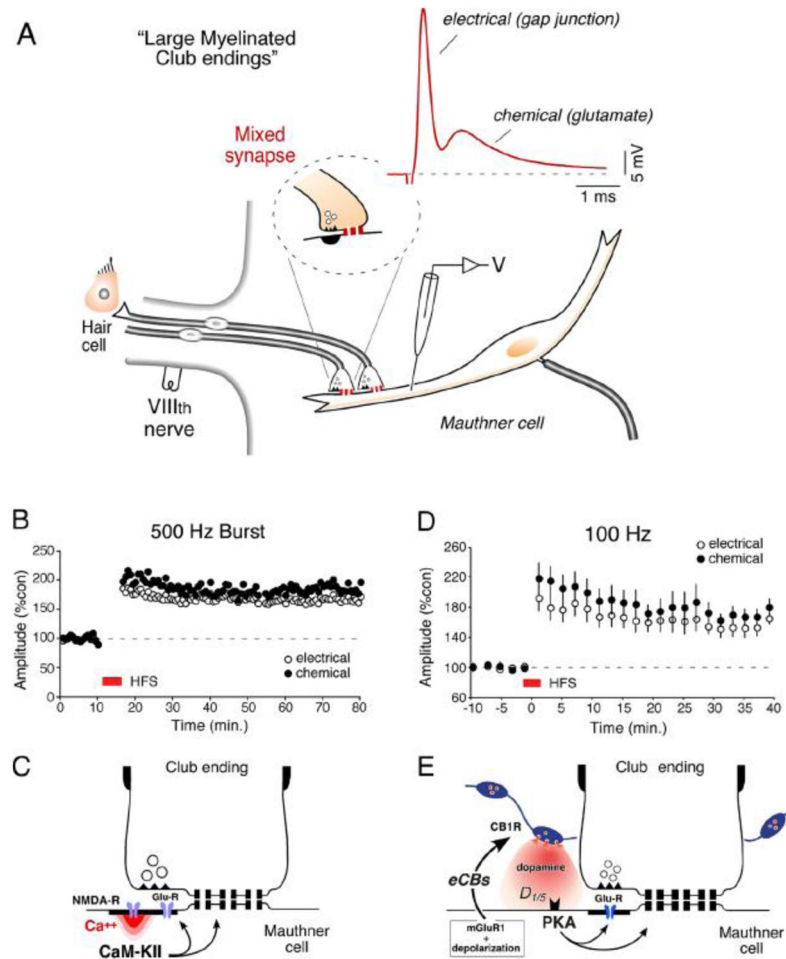 A
"Large Myelinated
Club endings"
electrical (gap junction)
chemical (glutamate)
5 mV
1 ms
Mixed
synapse
V
Hair
cell
VIIIth
nerve
Mauthner cell
B
500 Hz Burst
Amplitude (%con)
250
200
150
100
50
0
electrical
chemical
HFS
0 10 20 30 40 50 60 70 80
Time (min.)
D
100 Hz
Amplitude (%con)
260
220
180
140
100
60
electrical
chemical
HFS
-10 -5 0 5 10 15 20 25 30 35 40
Time (min.)
C
Club ending
NMDA-R
Glu-R
Ca++
CaM-KII
Mauthner
cell
E
Club ending
CB1R
dopamine
eCBs
D1/5
Glu-R
PKA
mGluR1
+
depolarization
Mauthner
cell